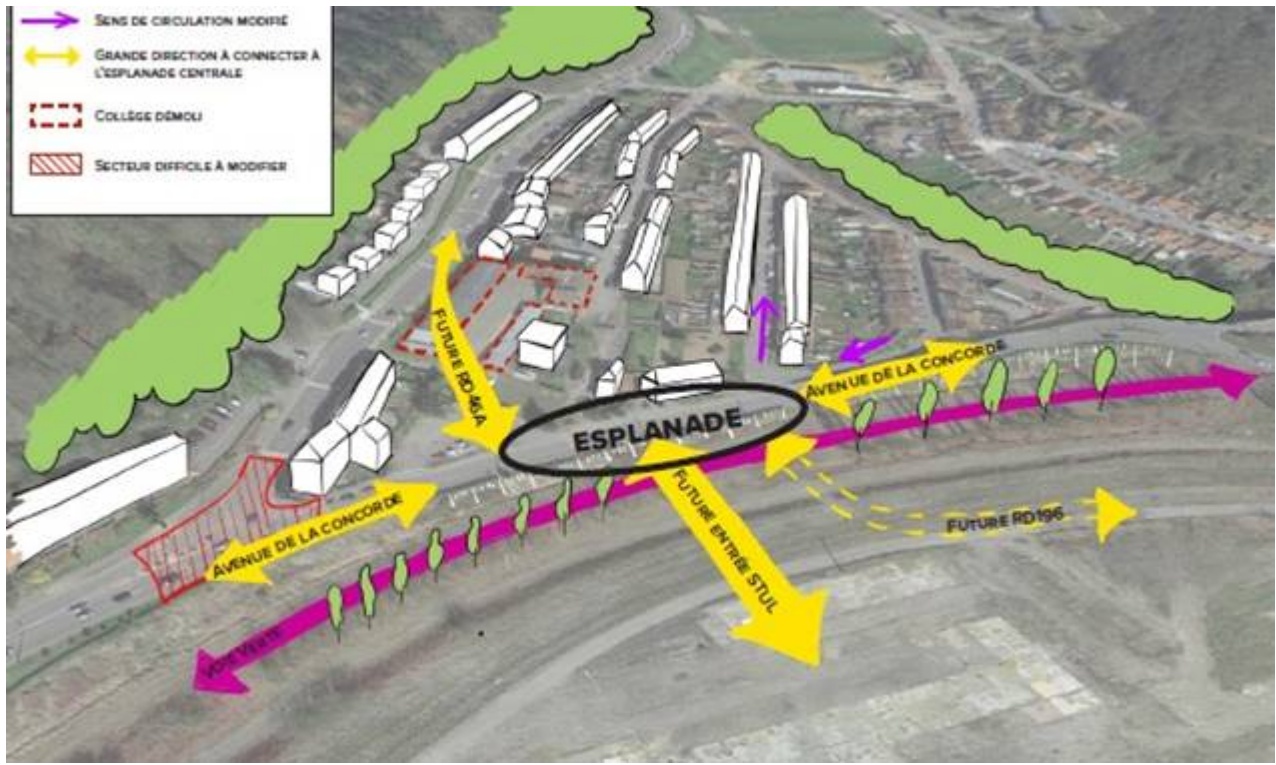 SENS DE CIRCULATION MODIFIÉ
GRANDE DIRECTION À CONNECTER À
L'ESPLANADE CENTRALE
COLLÈGE DÉMOLI
SECTEUR DIFFICILE À MODIFIER
FUTURE RD46A
AVENUE DE LA CONCORDE
ESPLANADE
AVENUE DE LA CONCORDE
FUTURE ENTRÉE STUL
FUTURE RD196
VOIE VERTE